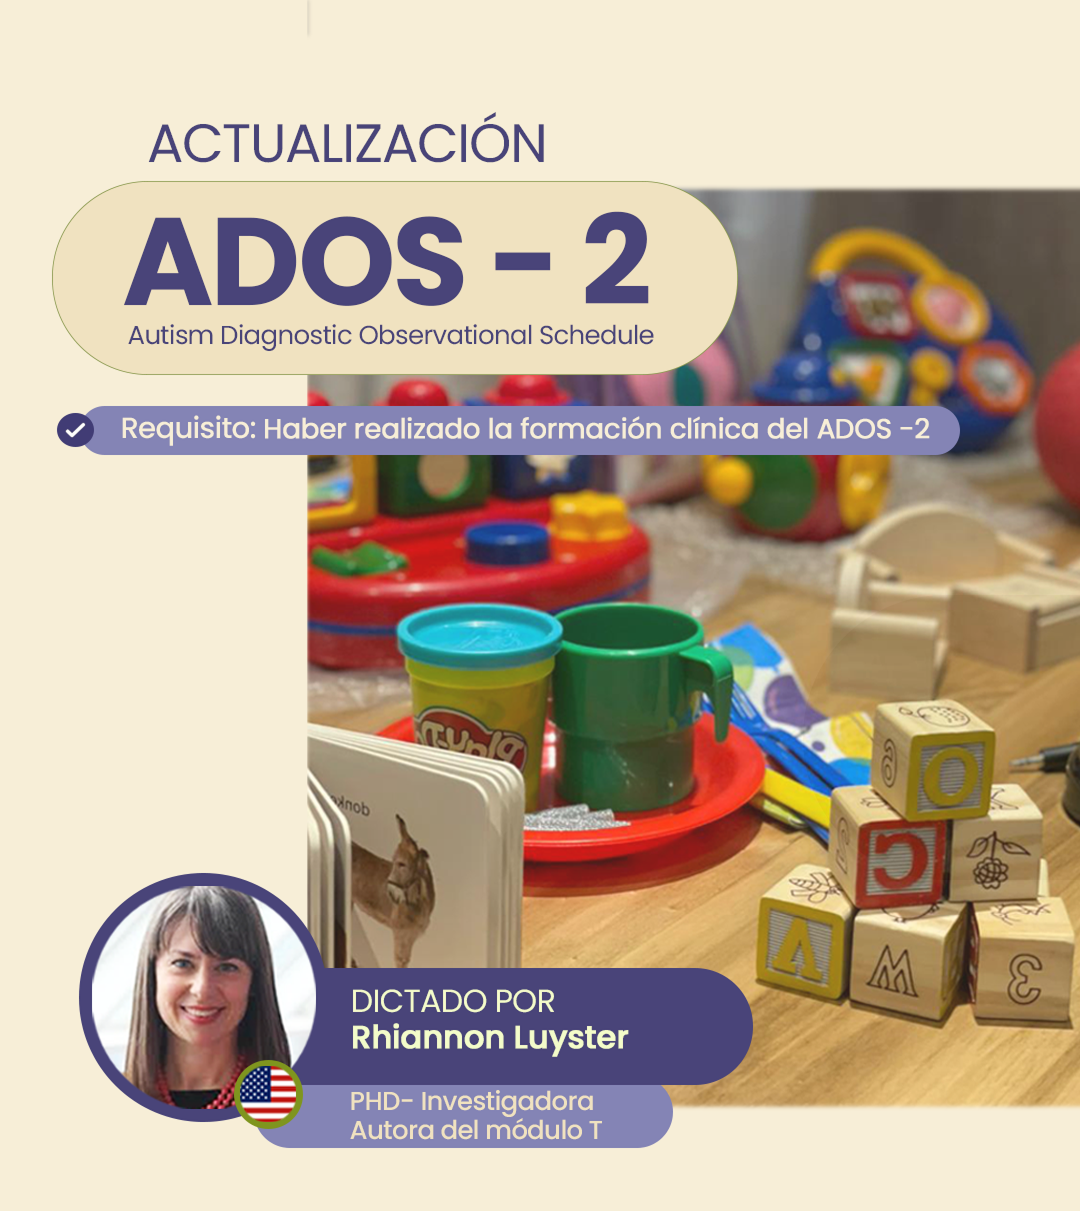 ACTUALIZACIÓN
ADOS - 2
Autism Diagnostic Observational Schedule
Requisito: Haber realizado la formación clínica del ADOS -2
DICTADO POR
Rhiannon Luyster
PHD- Investigadora
Autora del módulo T